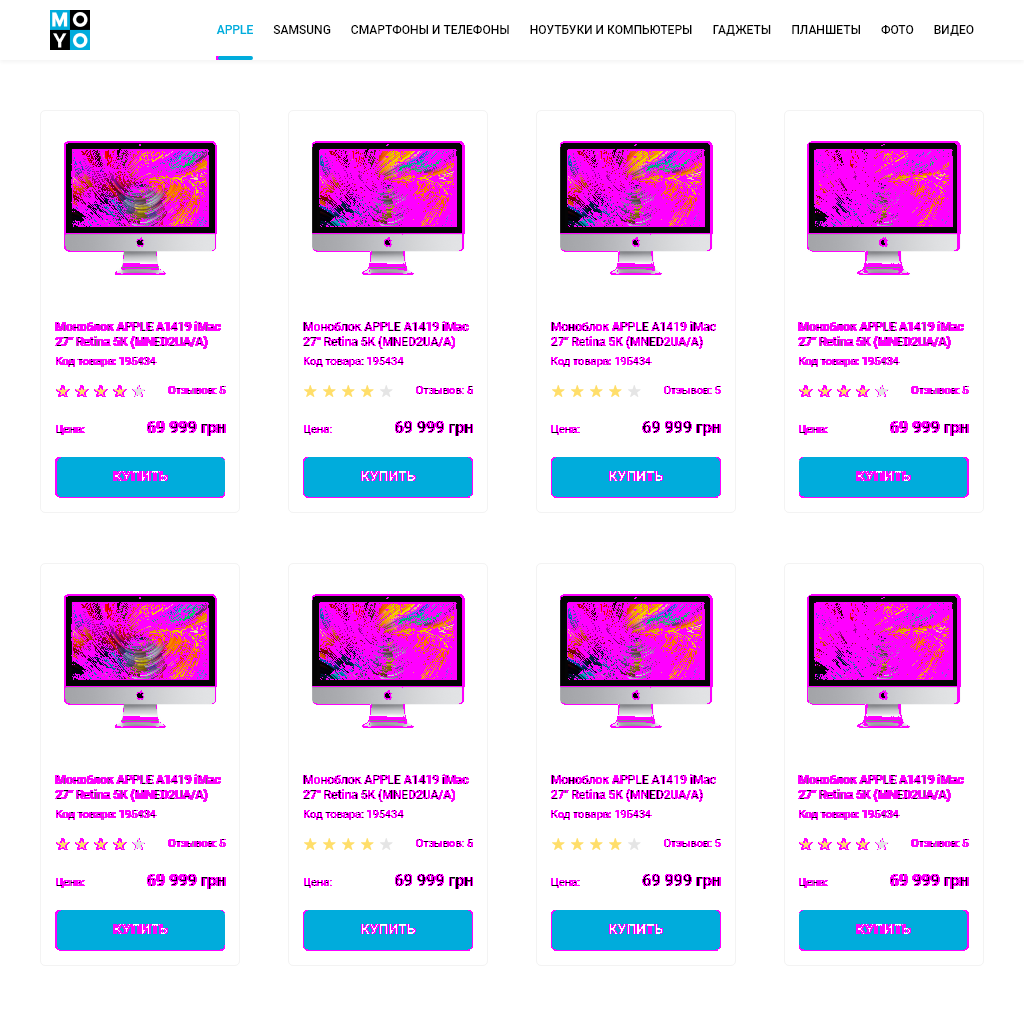 MOYO
APPLE SAMSUNG СМАРТФОНЫ И ТЕЛЕФОНЫ НОУТБУКИ И КОМПЬЮТЕРЫ ГАДЖЕТЫ ПЛАНШЕТЫ ФОТО ВИДЕО
Моноблок APPLE A1419 iMac
27" Retina 5K (MNED2UA/A)
Код товара: 195434
Отзывов: 5
Цена: 69 999 грн
КУПИТЬ
Моноблок APPLE A1419 iMac
27" Retina 5K (MNED2UA/A)
Код товара: 195434
Отзывов: 5
Цена: 69 999 грн
КУПИТЬ
Моноблок APPLE A1419 iMac
27" Retina 5K (MNED2UA/A)
Код товара: 195434
Отзывов: 5
Цена: 69 999 грн
КУПИТЬ
Моноблок APPLE A1419 iMac
27" Retina 5K (MNED2UA/A)
Код товара: 195434
Отзывов: 5
Цена: 69 999 грн
КУПИТЬ
Моноблок APPLE A1419 iMac
27" Retina 5K (MNED2UA/A)
Код товара: 195434
Отзывов: 5
Цена: 69 999 грн
КУПИТЬ
Моноблок APPLE A1419 iMac
27" Retina 5K (MNED2UA/A)
Код товара: 195434
Отзывов: 5
Цена: 69 999 грн
КУПИТЬ
Моноблок APPLE A1419 iMac
27" Retina 5K (MNED2UA/A)
Код товара: 195434
Отзывов: 5
Цена: 69 999 грн
КУПИТЬ
Моноблок APPLE A1419 iMac
27" Retina 5K (MNED2UA/A)
Код товара: 195434
Отзывов: 5
Цена: 69 999 грн
КУПИТЬ